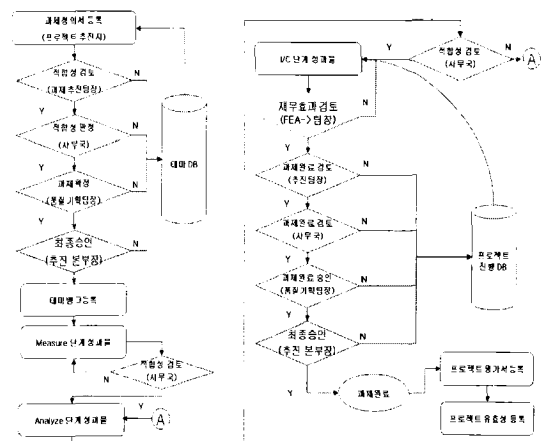 과제정의서 등록
(프로젝트 추진자)
적합성 검토
(과제추진팀장)
N
Y
적합성 판정
(사무국)
N
Y
과제확정
(품질기획팀장)
N
Y
최종승인
(추진 본부장)
N
Y
테마 DB
테마뱅크등록
Measure 단계 성과물
적합성 검토
(사무국)
N
Y
Analyze 단계 성과물
A
적합성 검토
(사무국)
Y
N
A
I/C 단계 성과물
재무효과검토
(FEA->팀장)
N
Y
과제완료 검토
(추진팀장)
N
Y
과제완료 검토
(사무국)
N
Y
과제완료 승인
(품질기획팀장)
N
Y
최종승인
(추진 본부장)
N
Y
프로젝트
진행 DB
과제완료
프로젝트 평가서 등록
프로젝트 유효성 등록